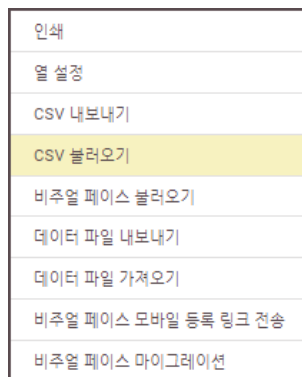 인쇄
열 설정
CSV 내보내기
CSV 불러오기
비주얼 페이스 불러오기
데이터 파일 내보내기
데이터 파일 가져오기
비주얼 페이스 모바일 등록 링크 전송
비주얼 페이스 마이그레이션